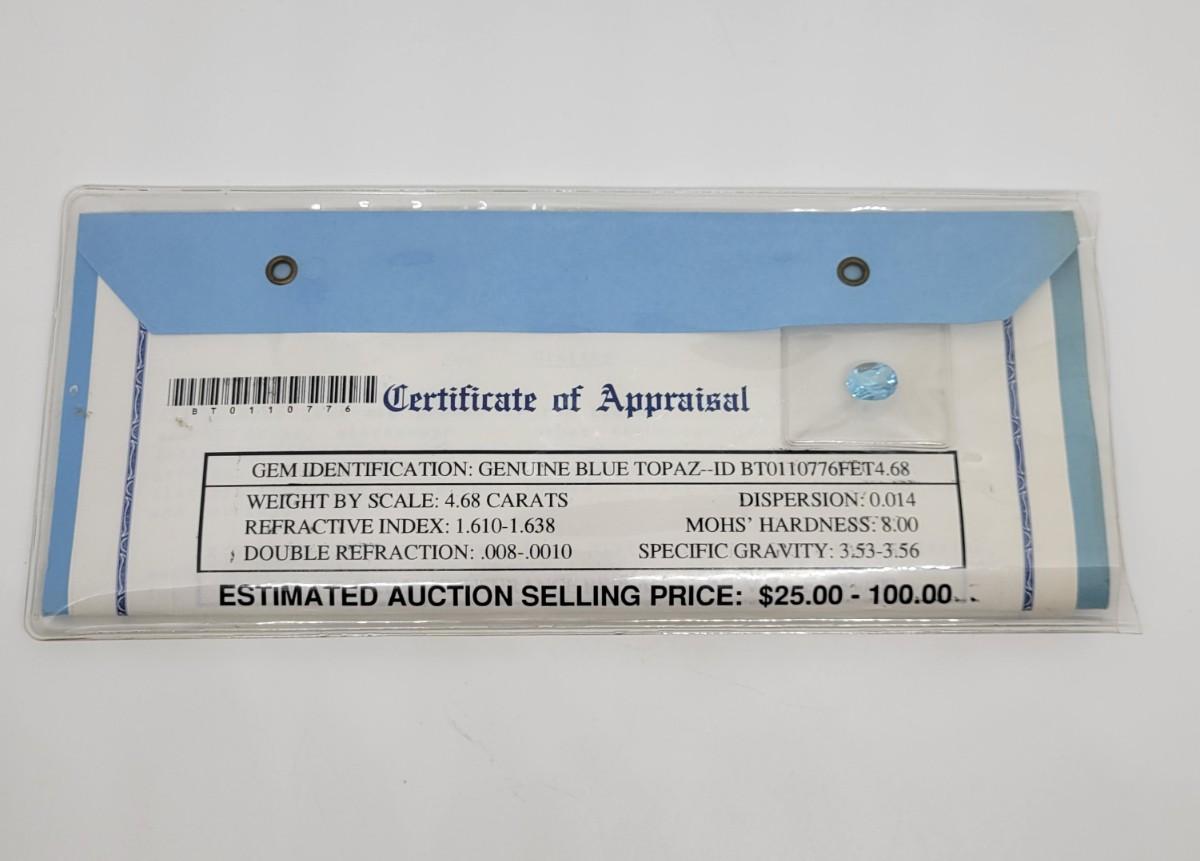 Certificate of Appraisal
BT0110776
GEM IDENTIFICATION: GENUINE BLUE TOPAZ--ID BT0110776FET4.68
WEIGHT BY SCALE: 4.68 CARATS DISPERSION: 0.014
REFRACTIVE INDEX: 1.610-1.638 MOHS' HARDNESS: 8.00
DOUBLE REFRACTION: .008-.0010 SPECIFIC GRAVITY: 3.53-3.56
ESTIMATED AUCTION SELLING PRICE: $25.00 - 100.00